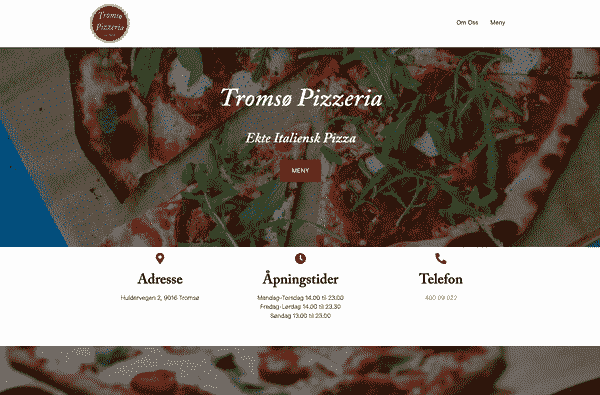 Tromsø
Pizzeria
Om Oss
Meny
Tromsø Pizzeria
Ekte Italiensk Pizza
MENY
Adresse
Huldervegen 2, 9016 Tromsø
Åpningstider
Mandag-Torsdag 14.00 til 23.00
Fredag-Lørdag 14.00 til 23.30
Søndag 13.00 til 23.00
Telefon
400 09 022